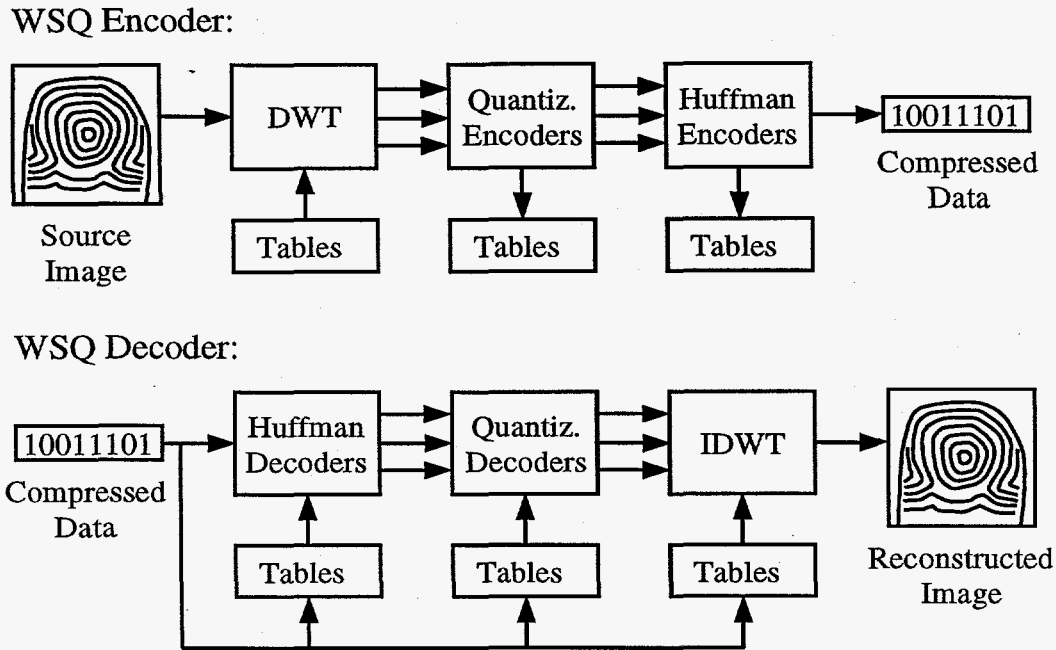 WSQ Encoder:
DWT
Quantiz.
Encoders
Huffman
Encoders
10011101
Compressed
Data
Source
Image
Tables
Tables
Tables
WSQ Decoder:
10011101
Compressed
Data
Huffman
Decoders
Quantiz.
Decoders
IDWT
Tables
Tables
Tables
Reconstructed
Image